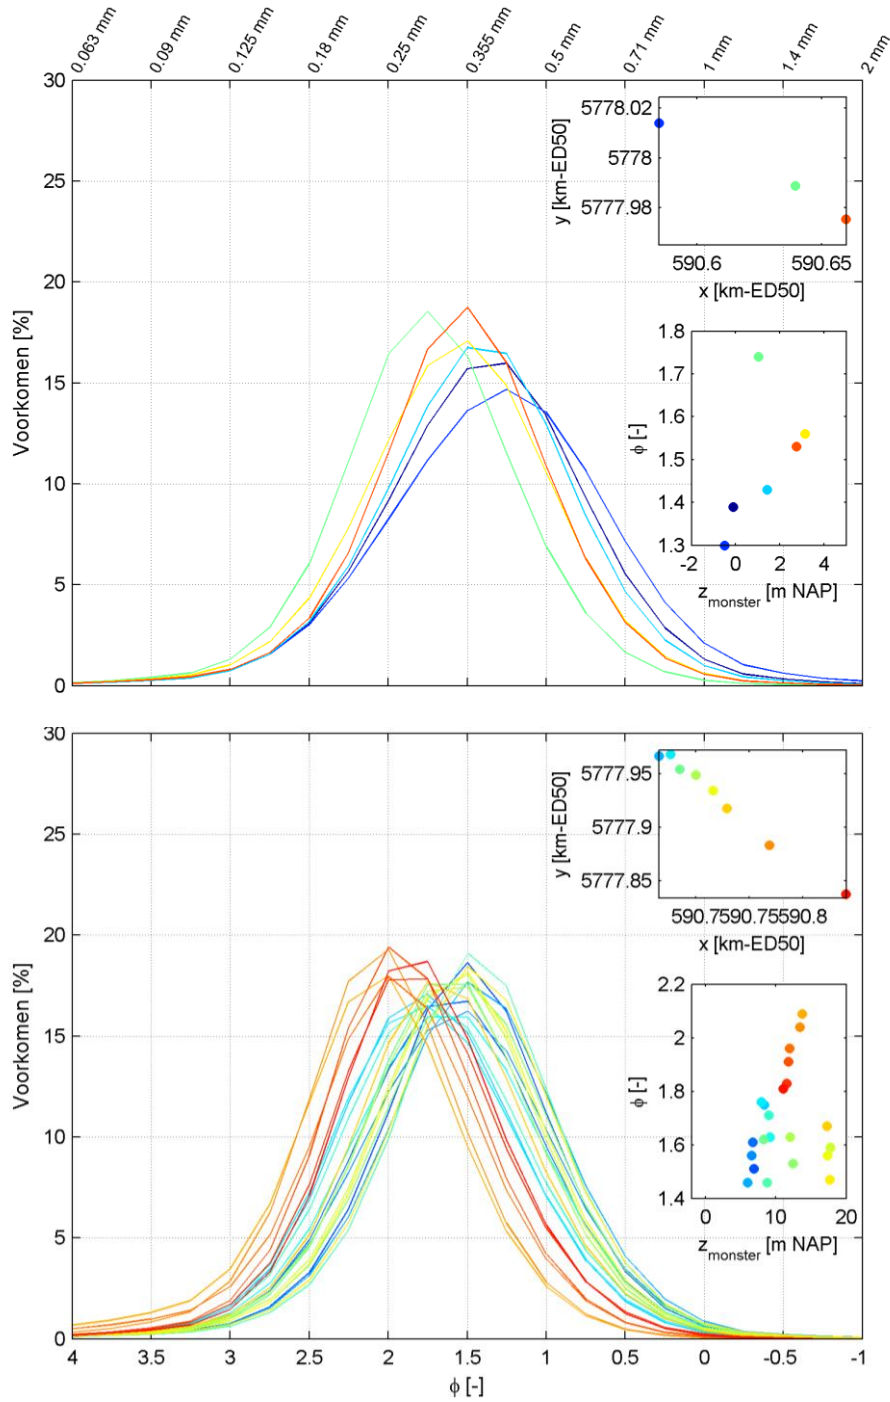 0.063 mm 0.09 mm 0.125 mm 0.18 mm 0.25 mm 0.355 mm 0.5 mm 0.71 mm 1 mm 1.4 mm 2 mm
30
25
20
15
10
5
0
Voorkomen [%]
5778.02
5778
5777.98
y [km-ED50]
590.6 590.65
x [km-ED50]
1.8
1.7
1.6
1.5
1.4
1.3
ϕ [-]
-2 0 2 4
z monster [m NAP]
30
25
20
15
10
5
0
Voorkomen [%]
5777.95
5777.9
5777.85
y [km-ED50]
590.7590.75590.8
x [km-ED50]
2.2
2
1.8
1.6
1.4
ϕ [-]
0 10 20
z monster [m NAP]
4 3.5 3 2.5 2 1.5 1 0.5 0 -0.5 -1
ϕ [-]